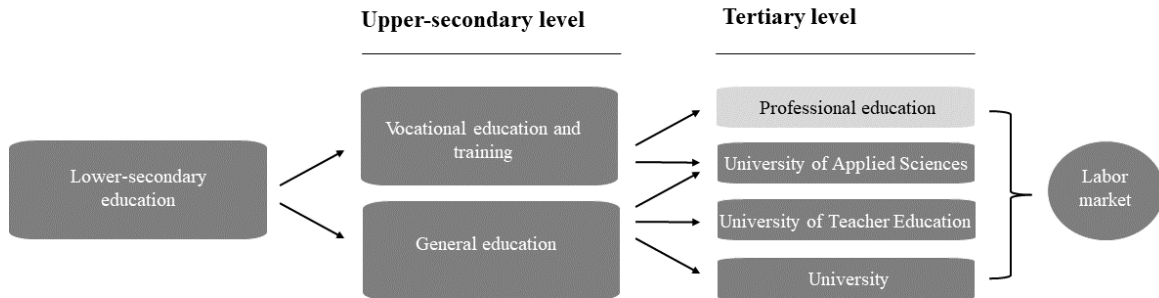 Upper-secondary level
Tertiary level
Lower-secondary
education
Vocational education and
training
General education
Professional education
University of Applied Sciences
University of Teacher Education
University
Labor
market